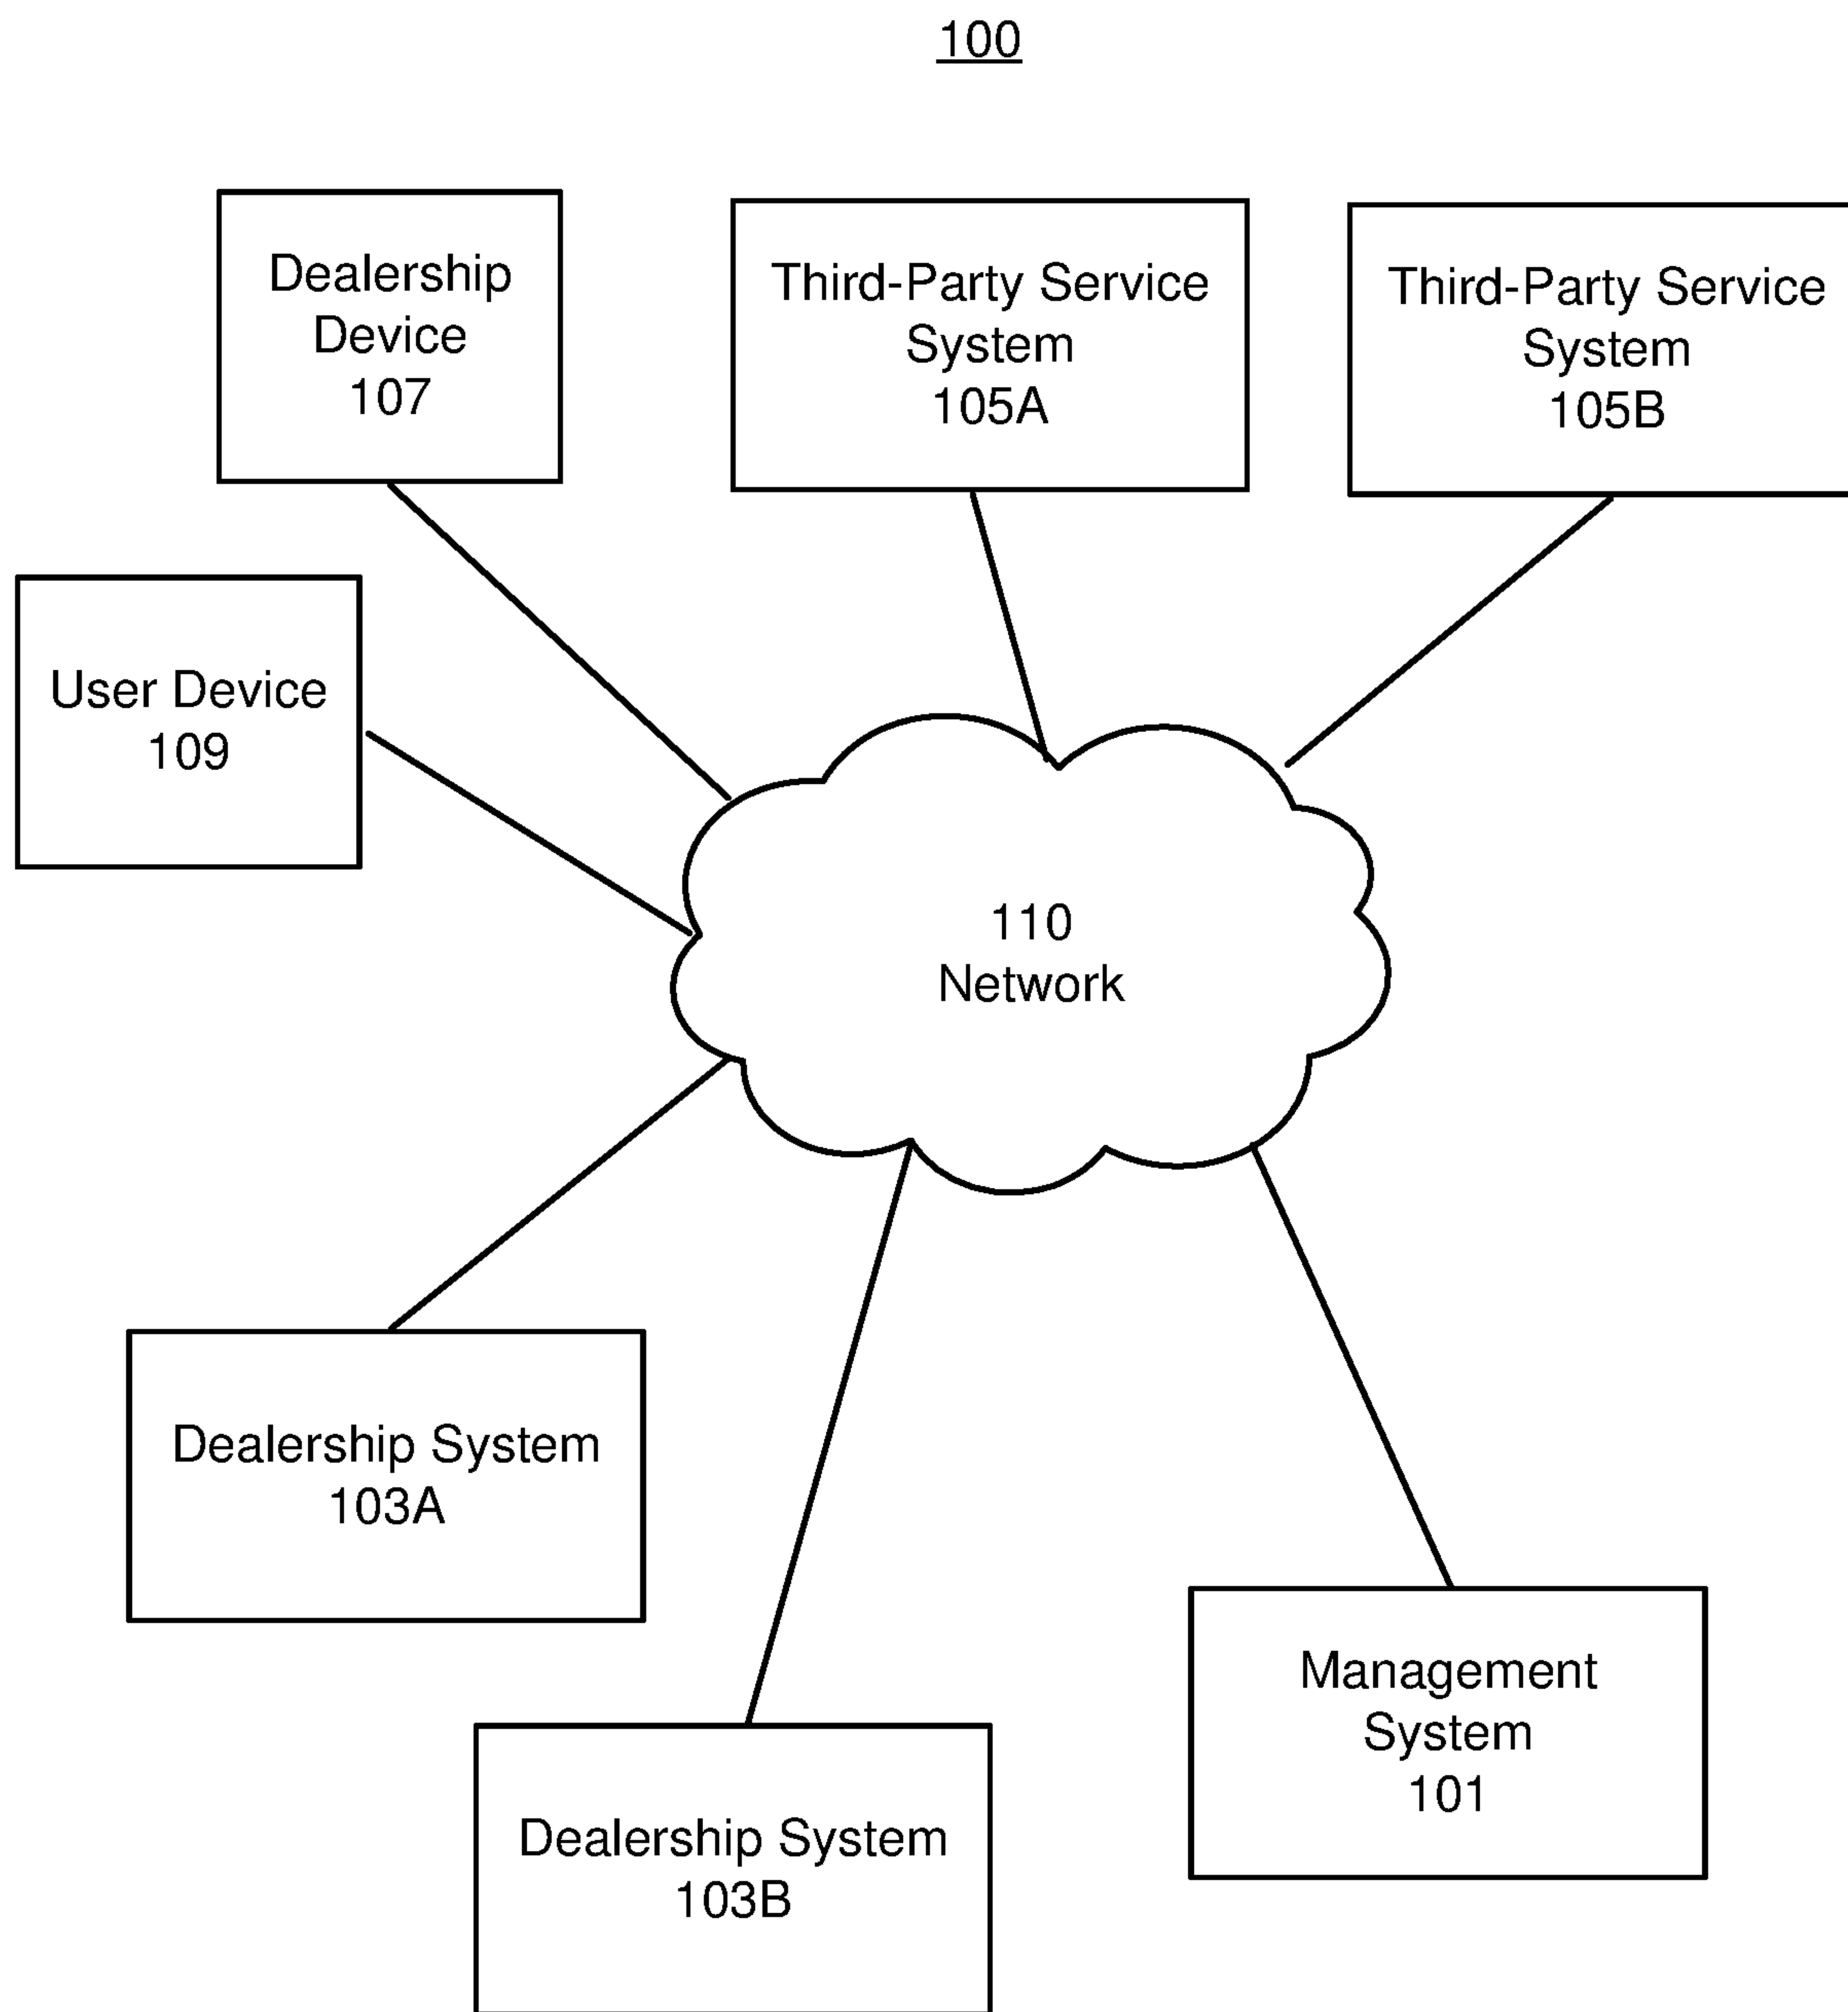 100
Dealership
Device
107
Third-Party Service
System
105A
Third-Party Service
System
105B
User Device
109
110
Network
Dealership System
103A
Dealership System
103B
Management
System
101